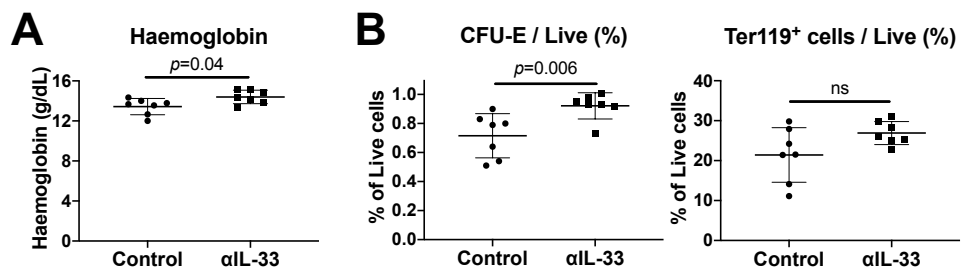 A
Haemoglobin
p=0.04
Haemoglobin (g/dL)
16
12
8
4
0
Control
αIL-33
B
CFU-E / Live (%)
p=0.006
% of Live cells
1.0
0.8
0.6
0.4
0.2
0.0
Control
αIL-33
Ter119⁺ cells / Live (%)
ns
% of Live cells
40
30
20
10
0
Control
αIL-33